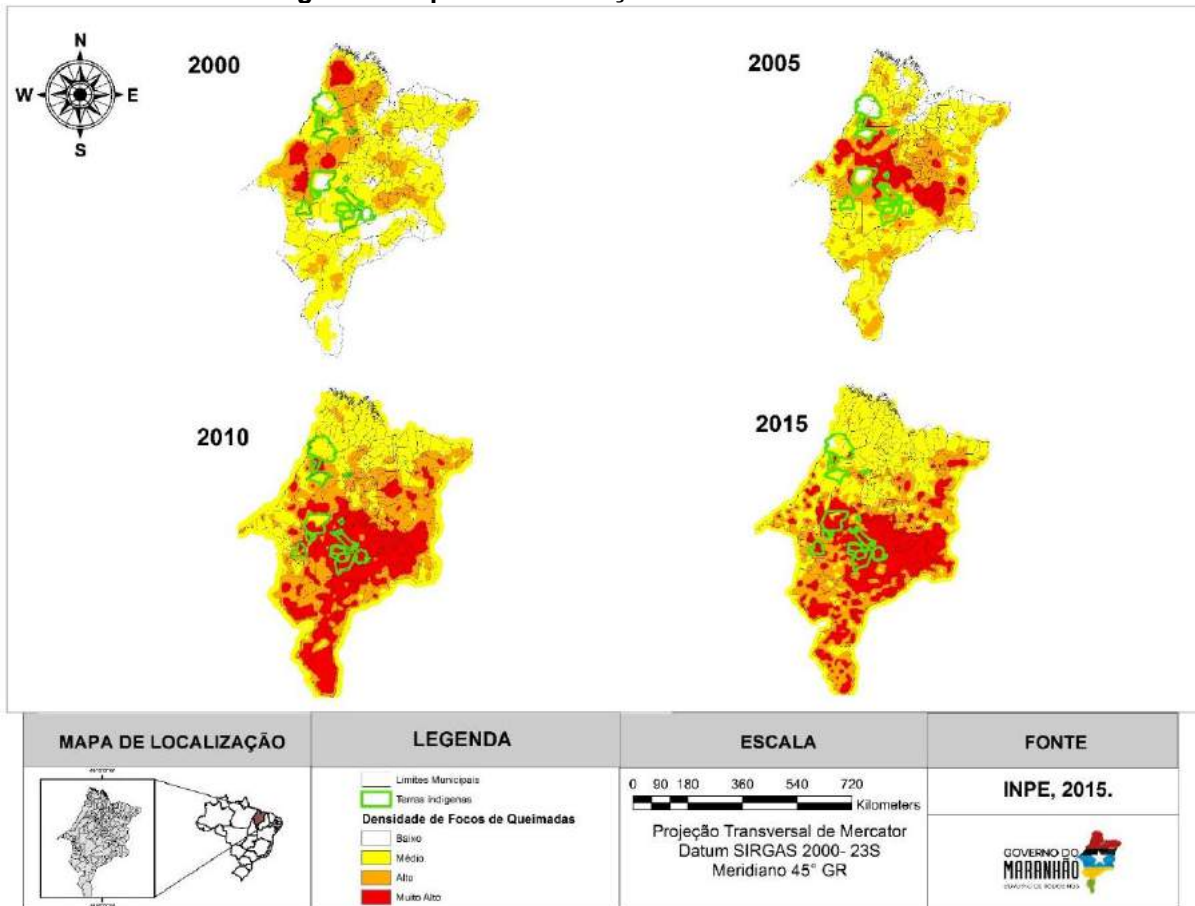 N
W E
S
2000
2005
2010
2015
MAPA DE LOCALIZAÇÃO
LEGENDA
Limites Municipais
Terras Indígenas
Densidade de Focos de Queimadas
Baixo
Médio
Alto
Muito Alto
ESCALA
0 90 180 360 540 720
Kilometers
Projeção Transversal de Mercator
Datum SIRGAS 2000- 23S
Meridiano 45° GR
FONTE
INPE, 2015.
GOVERNO DO
MARANHÃO